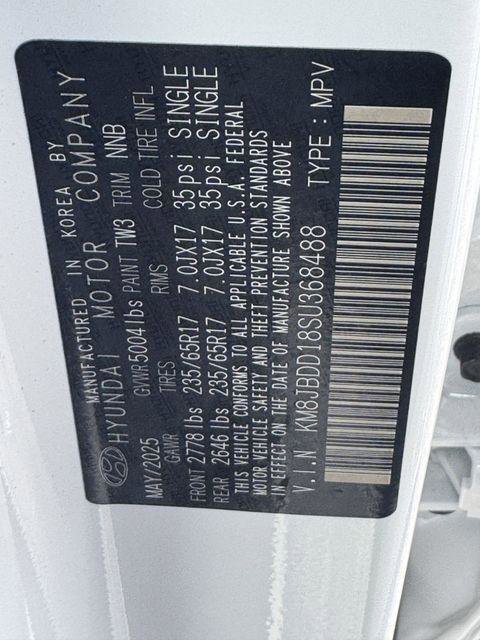 MANUFACTURED IN KOREA BY
HYUNDAI MOTOR COMPANY
MAY/2025 GVWR 5004 lbs PAINT TW3 TRIM NNB
GAWR TIRES RIMS COLD TIRE INFL
FRONT 2778 lbs 235/65R17 7.0JX17 35psi SINGLE
REAR 2646 lbs 235/65R17 7.0JX17 35psi SINGLE
THIS VEHICLE CONFORMS TO ALL APPLICABLE U.S.A. FEDERAL
MOTOR VEHICLE SAFETY AND THEFT PREVENTION STANDARDS
IN EFFECT ON THE DATE OF MANUFACTURE SHOWN ABOVE
V.I.N KM8JBDD18SU368488 TYPE : MPV